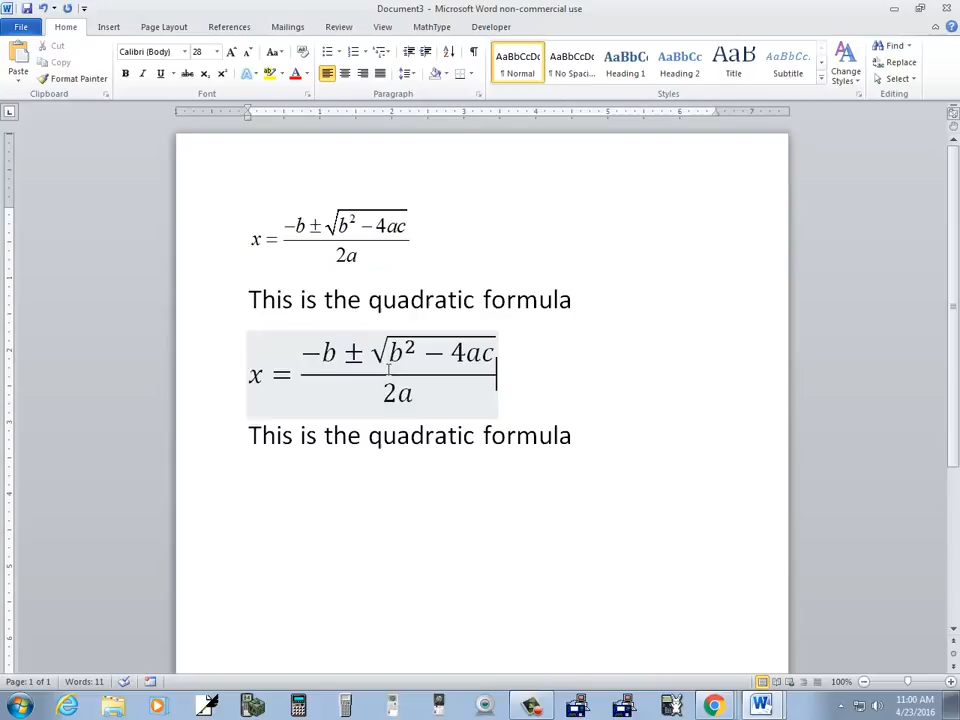 Document3 - Microsoft Word non-commercial use
File Home Insert Page Layout References Mailings Review View MathType Developer
Paste
Cut
Copy
Format Painter
Clipboard
Calibri (Body) 28
Font
Paragraph
AaBbCcDc AaBbCcDc AaBbCc AaBbCc AaB AaBbCc.
¶ Normal ¶ No Spaci... Heading 1 Heading 2 Title Subtitle
Styles
Change Styles
Find
Replace
Select
Editing
x = −b ± √b² − 4ac / 2a
This is the quadratic formula
x = −b ± √b² − 4ac / 2a
This is the quadratic formula
Page: 1 of 1 Words: 11 100%
11:00 AM
4/23/2016